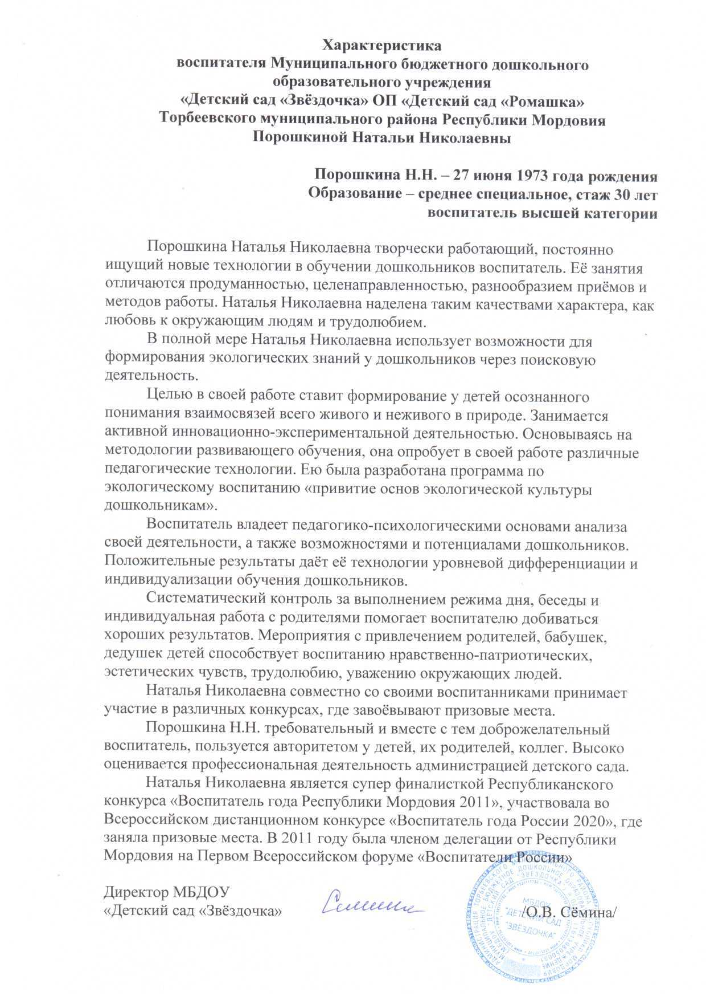 Характеристика
воспитателя Муниципального бюджетного дошкольного
образовательного учреждения
«Детский сад «Звёздочка» ОП «Детский сад «Ромашка»
Торбеевского муниципального района Республики Мордовия
Порошкиной Натальи Николаевны
Порошкина Н.Н. – 27 июня 1973 года рождения
Образование – среднее специальное, стаж 30 лет
воспитатель высшей категории
Порошкина Наталья Николаевна творчески работающий, постоянно
ищущий новые технологии в обучении дошкольников воспитатель. Её занятия
отличаются продуманностью, целенаправленностью, разнообразием приёмов и
методов работы. Наталья Николаевна наделена таким качествами характера, как
любовь к окружающим людям и трудолюбием.
В полной мере Наталья Николаевна использует возможности для
формирования экологических знаний у дошкольников через поисковую
деятельность.
Целью в своей работе ставит формирование у детей осознанного
понимания взаимосвязей всего живого и неживого в природе. Занимается
активной инновационно-экспериментальной деятельностью. Основываясь на
методологии развивающего обучения, она опробует в своей работе различные
педагогические технологии. Ею была разработана программа по
экологическому воспитанию «привитие основ экологической культуры
дошкольникам».
Воспитатель владеет педагогико-психологическими основами анализа
своей деятельности, а также возможностями и потенциалами дошкольников.
Положительные результаты даёт её технологии уровневой дифференциации и
индивидуализации обучения дошкольников.
Систематический контроль за выполнением режима дня, беседы и
индивидуальная работа с родителями помогает воспитателю добиваться
хороших результатов. Мероприятия с привлечением родителей, бабушек,
дедушек детей способствует воспитанию нравственно-патриотических,
эстетических чувств, трудолюбию, уважению окружающих людей.
Наталья Николаевна совместно со своими воспитанниками принимает
участие в различных конкурсах, где завоёвывают призовые места.
Порошкина Н.Н. требовательный и вместе с тем доброжелательный
воспитатель, пользуется авторитетом у детей, их родителей, коллег. Высоко
оценивается профессиональная деятельность администрацией детского сада.
Наталья Николаевна является супер финалисткой Республиканского
конкурса «Воспитатель года Республики Мордовия 2011», участвовала во
Всероссийском дистанционном конкурсе «Воспитатель года России 2020», где
заняла призовые места. В 2011 году была членом делегации от Республики
Мордовия на Первом Всероссийском форуме «Воспитатели России»
Директор МБДОУ
«Детский сад «Звёздочка» /О.В. Сёмина/
МБДОУ
"ДЕТСКИЙ САД
"ЗВЁЗДОЧКА"